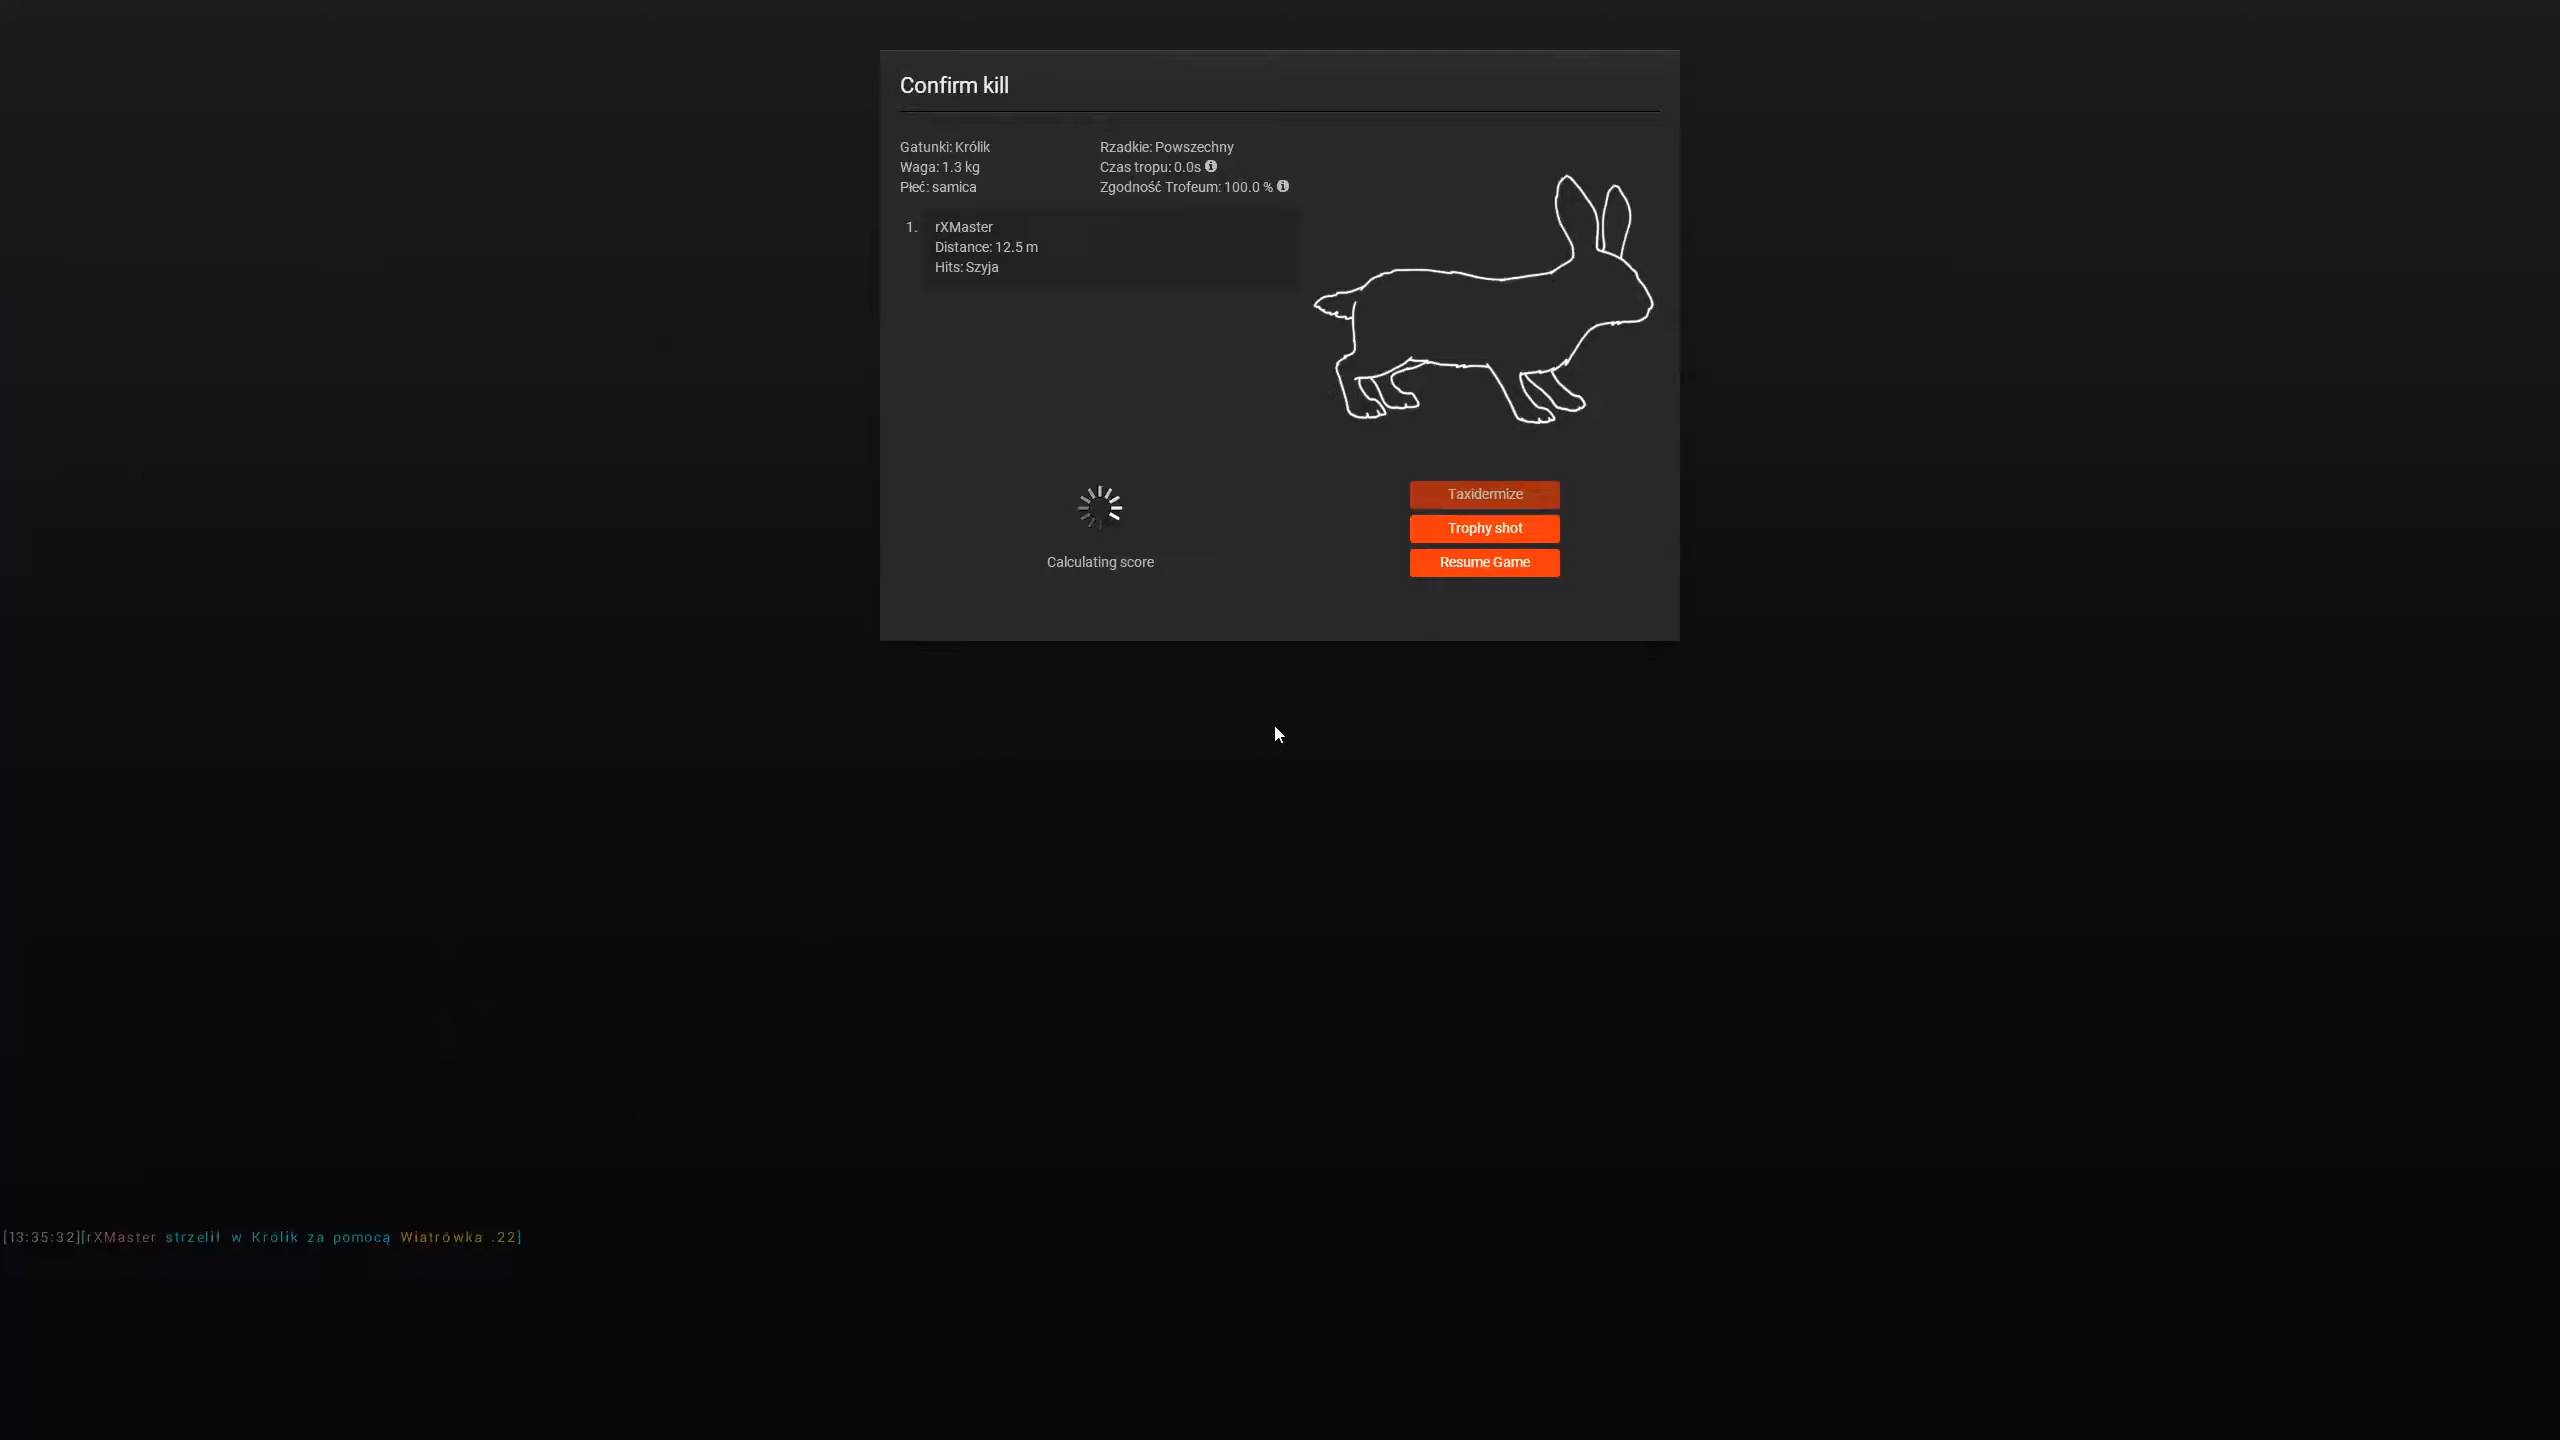 Confirm kill
Gatunki: Królik
Waga: 1.3 kg
Płeć: samica
Rzadkie: Powszechny
Czas tropu: 0.0s
Zgodność Trofeum: 100.0 %
1. rXMaster
Distance: 12.5 m
Hits: Szyja
Calculating score
Taxidermize
Trophy shot
Resume Game
[13:35:32][rXMaster strzelił w Królik za pomocą Wiatrówka .22]